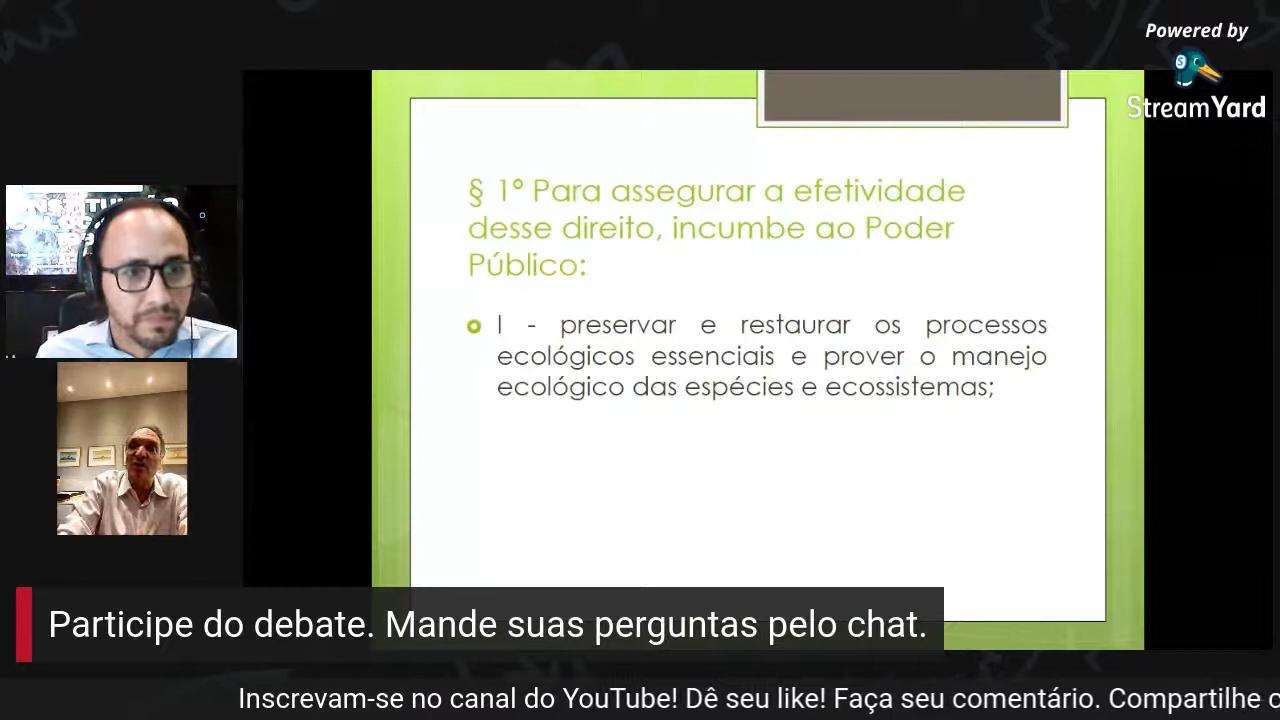 Powered by
StreamYard
§ 1º Para assegurar a efetividade
desse direito, incumbe ao Poder
Público:
I - preservar e restaurar os processos
ecológicos essenciais e prover o manejo
ecológico das espécies e ecossistemas;
Participe do debate. Mande suas perguntas pelo chat.
Inscrevam-se no canal do YouTube! Dê seu like! Faça seu comentário. Compartilhe